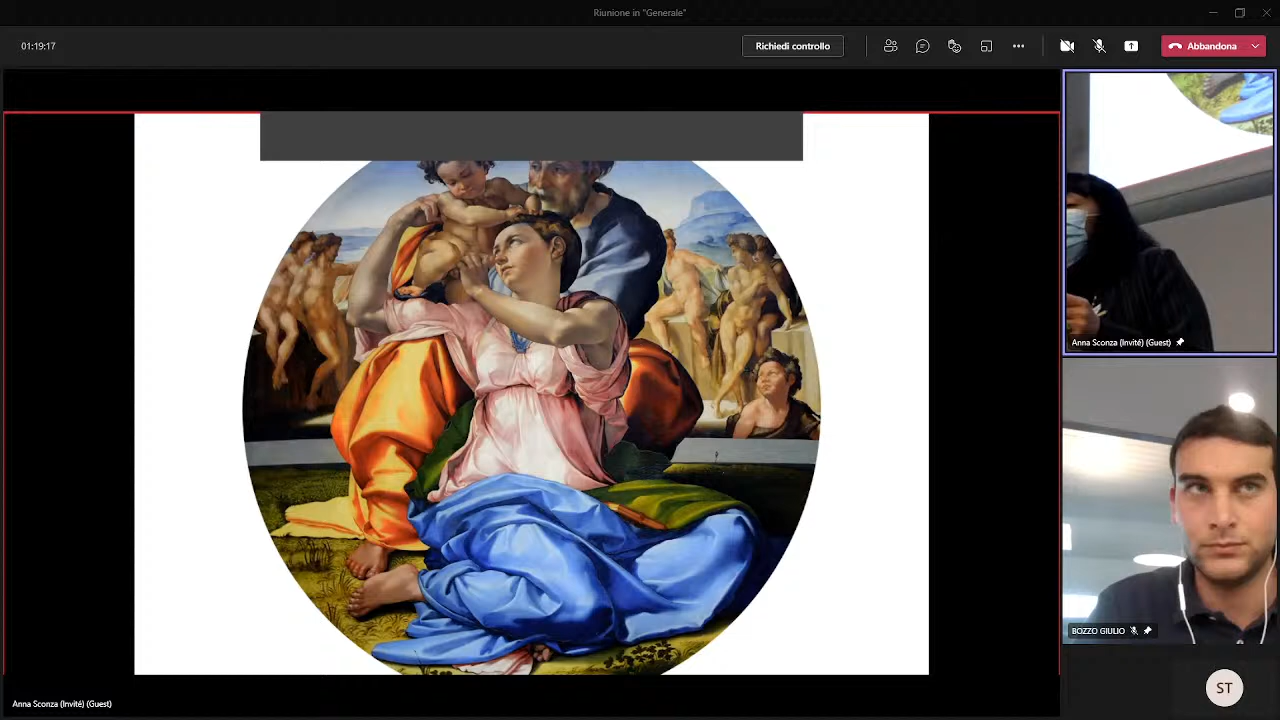 Riunione in "Generale"
01:19:17
Richiedi controllo
Abbandona
Anna Sconza (Invité) (Guest)
BOZZO GIULIO
ST
Anna Sconza (Invité) (Guest)